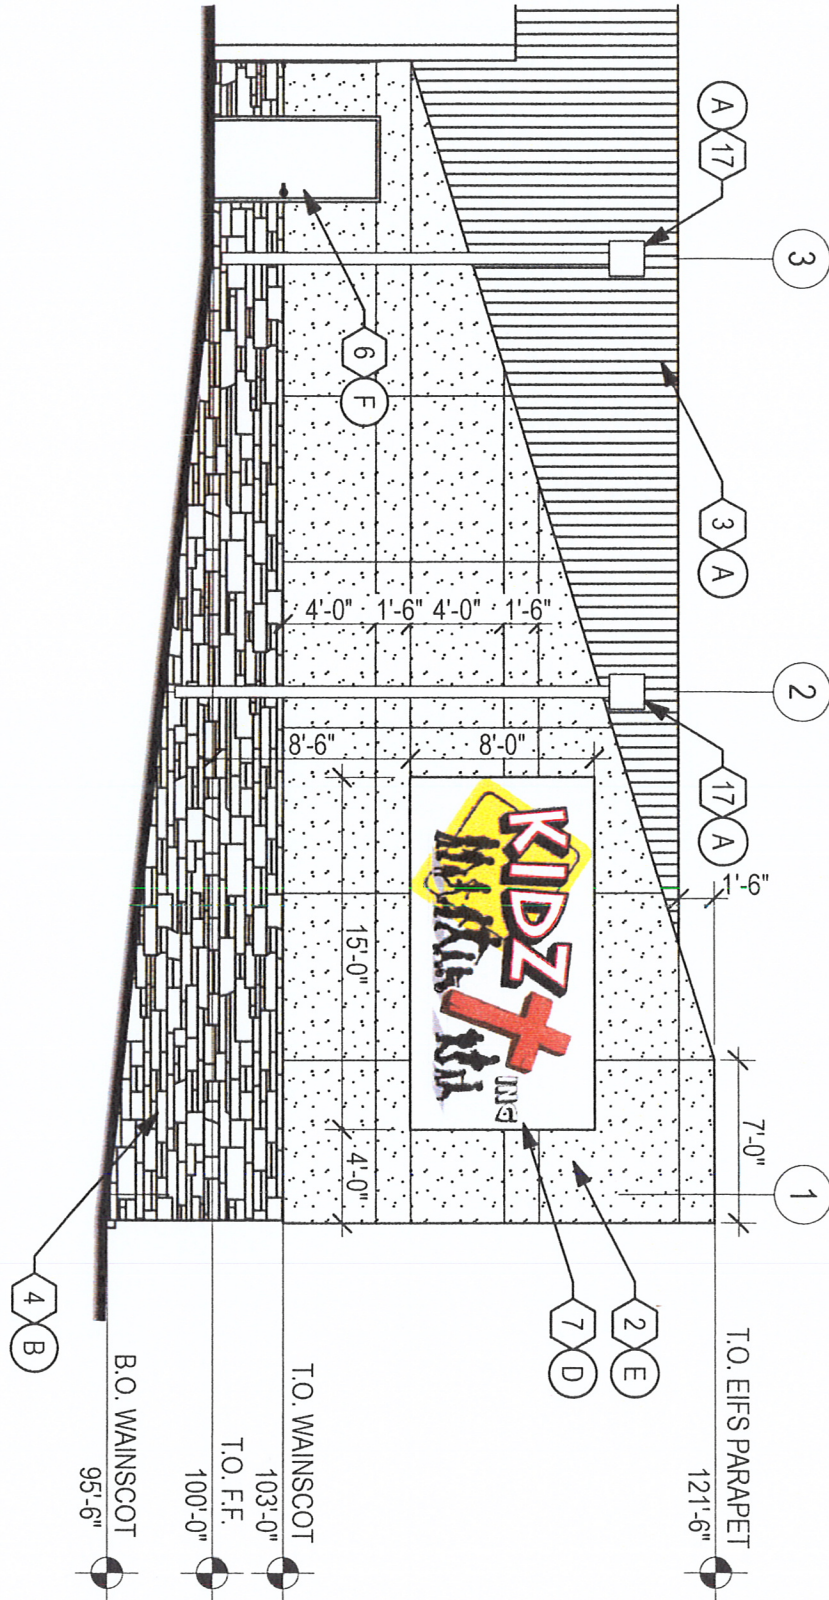 3
2
1
A 17
3 A
17 A
6 F
2 E
7 D
4 B
1'-6"
7'-0"
4'-0"
1'-6"
4'-0"
1'-6"
8'-6"
8'-0"
15'-0"
4'-0"
KIDZ
ING
T.O. EIFS PARAPET
121'-6"
T.O. WAINSCOT
103'-0"
T.O. F.F.
100'-0"
B.O. WAINSCOT
95'-6"